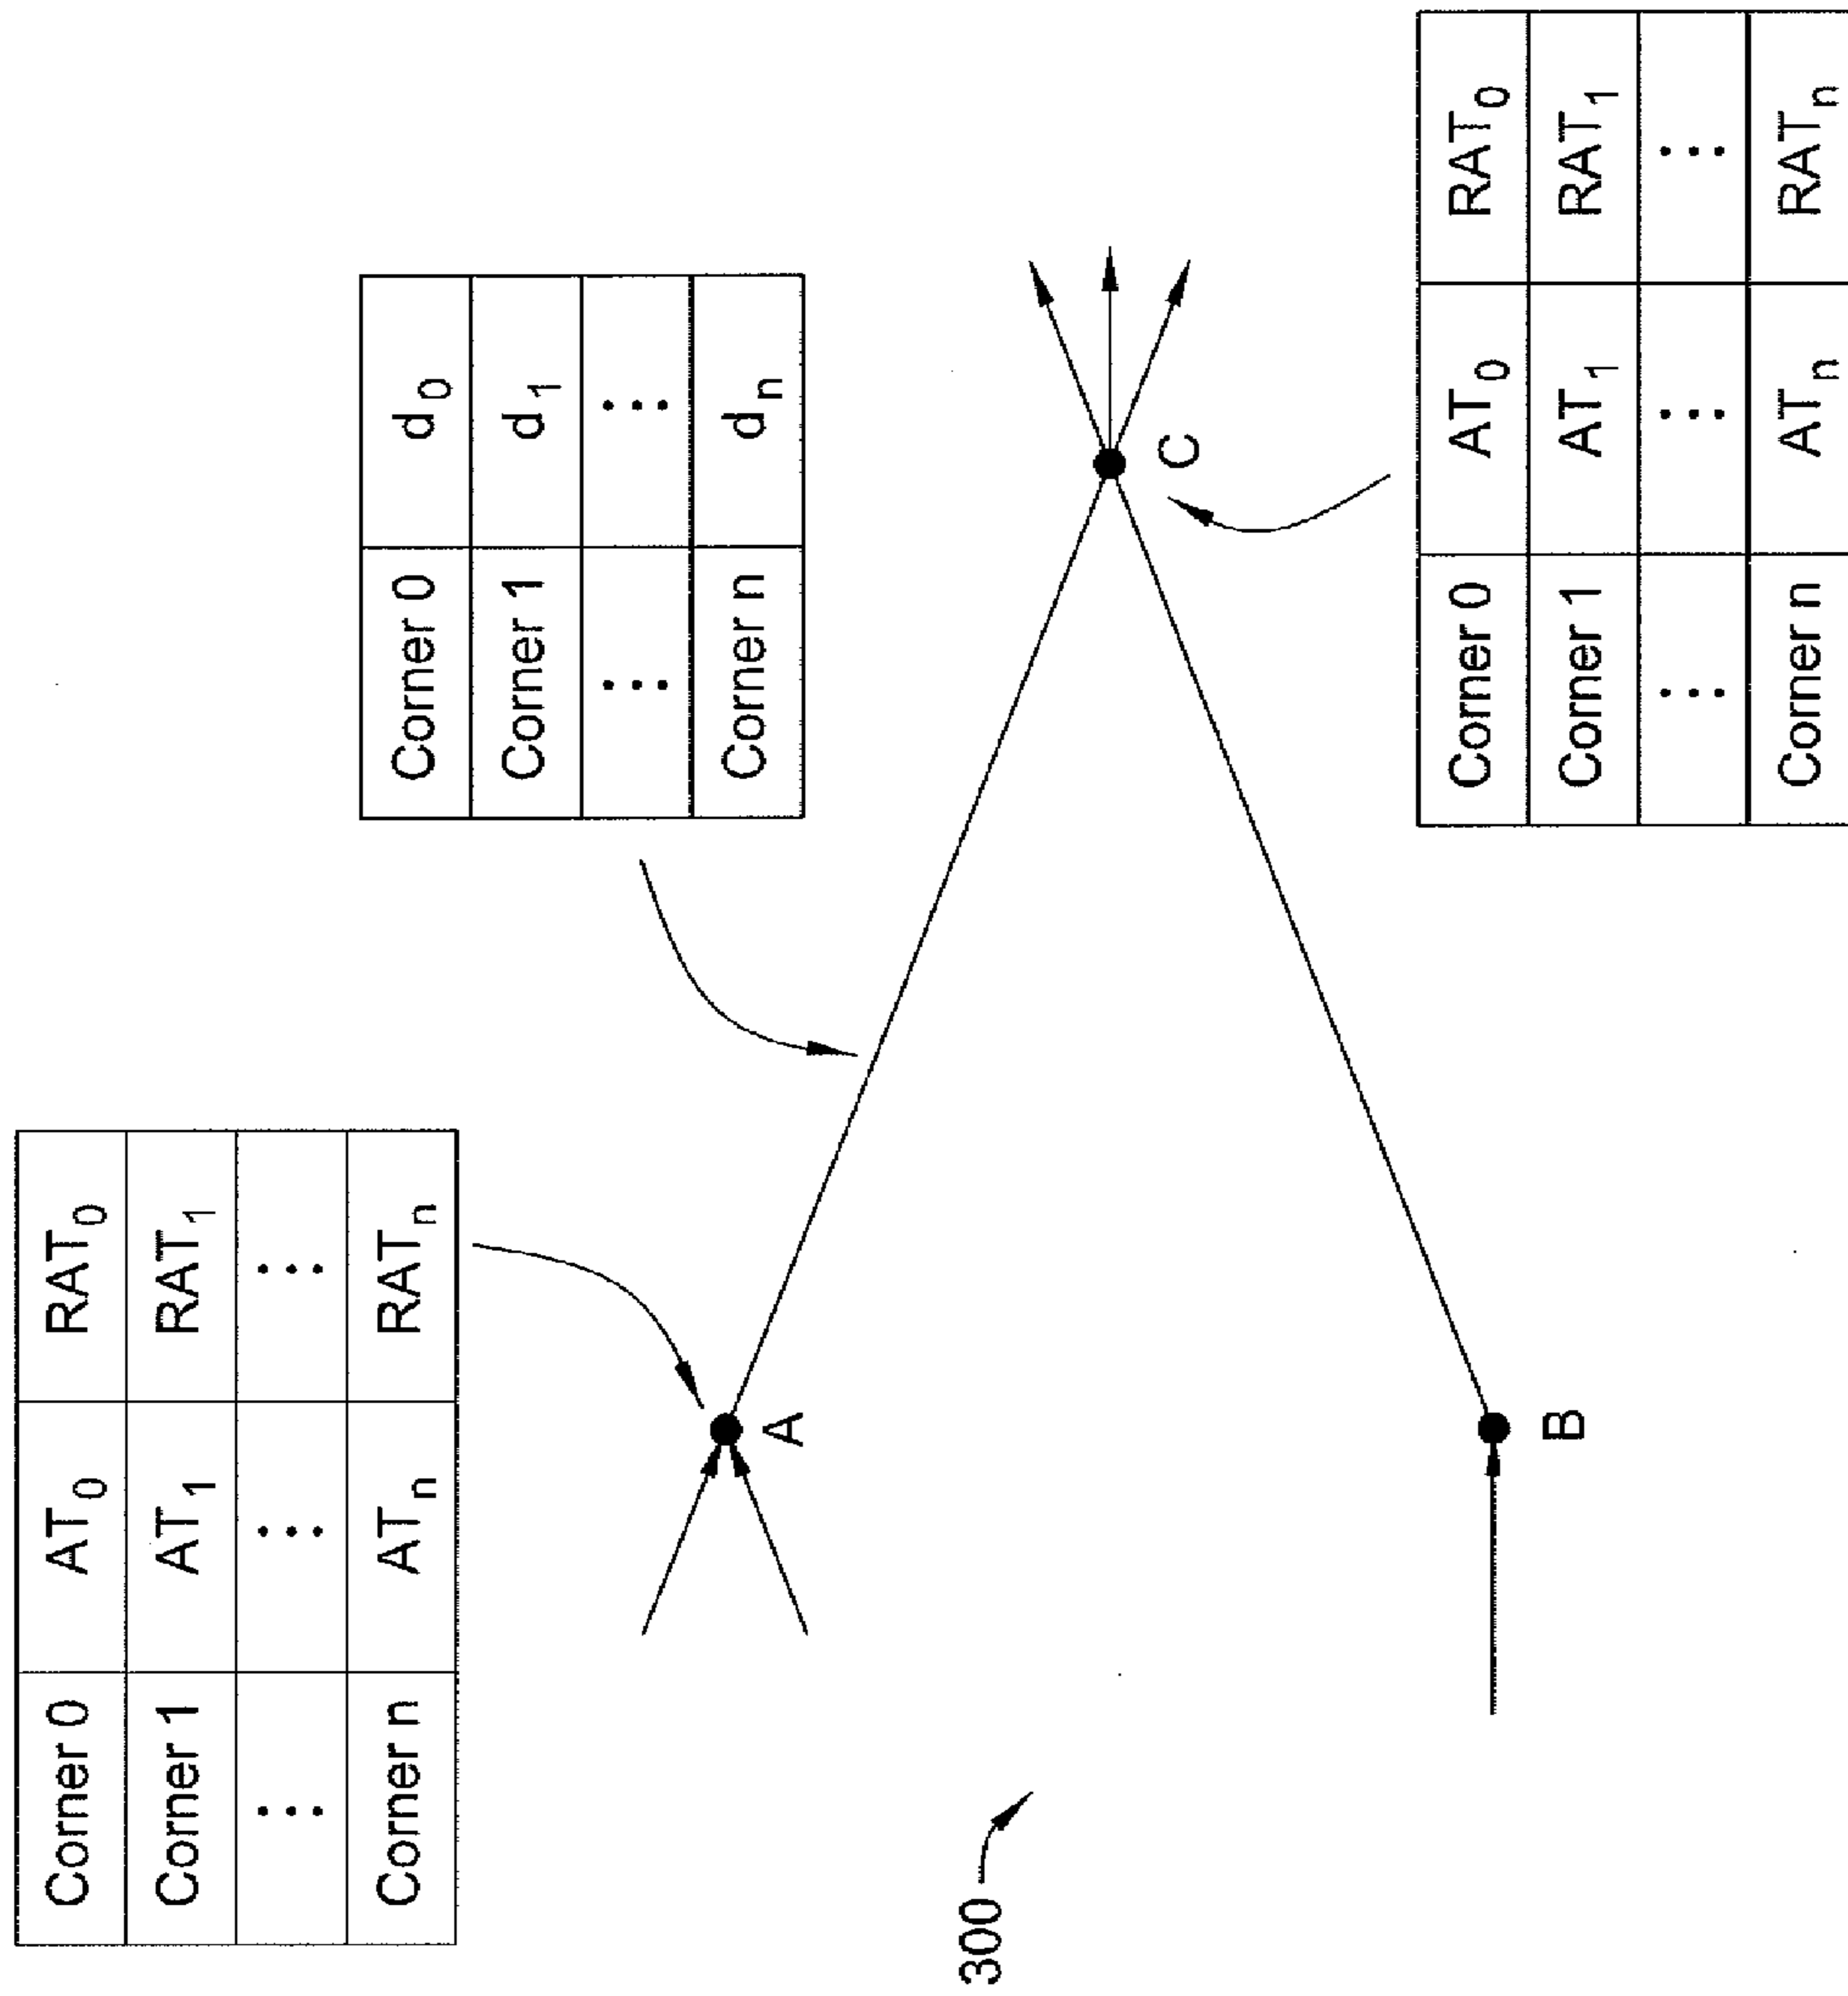 Corner 0 AT₀ RAT₀
Corner 1 AT₁ RAT₁
⋮ ⋮ ⋮
Corner n ATₙ RATₙ
Corner 0 d₀
Corner 1 d₁
⋮ ⋮
Corner n dₙ
A
C
B
300
Corner 0 AT₀ RAT₀
Corner 1 AT₁ RAT₁
⋮ ⋮ ⋮
Corner n ATₙ RATₙ